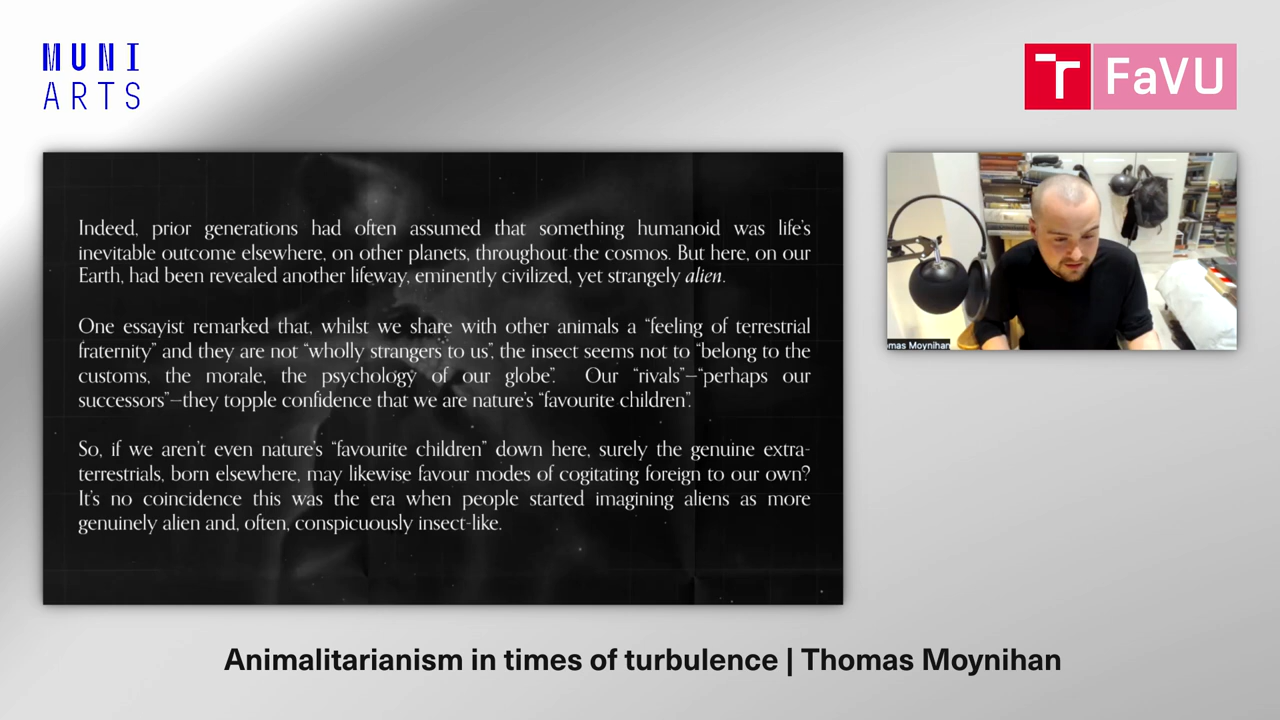 MUNI
ARTS
FaVU
Indeed, prior generations had often assumed that something humanoid was life's
inevitable outcome elsewhere, on other planets, throughout the cosmos. But here, on our
Earth, had been revealed another lifeway, eminently civilized, yet strangely alien.
One essayist remarked that, whilst we share with other animals a “feeling of terrestrial
fraternity” and they are not “wholly strangers to us”, the insect seems not to “belong to the
customs, the morale, the psychology of our globe”. Our “rivals”—“perhaps our
successors”—they topple confidence that we are nature's “favourite children”.
So, if we aren't even nature's “favourite children” down here, surely the genuine extra-
terrestrials, born elsewhere, may likewise favour modes of cogitating foreign to our own?
It's no coincidence this was the era when people started imagining aliens as more
genuinely alien and, often, conspicuously insect-like.
mas Moynihan
Animalitarianism in times of turbulence | Thomas Moynihan